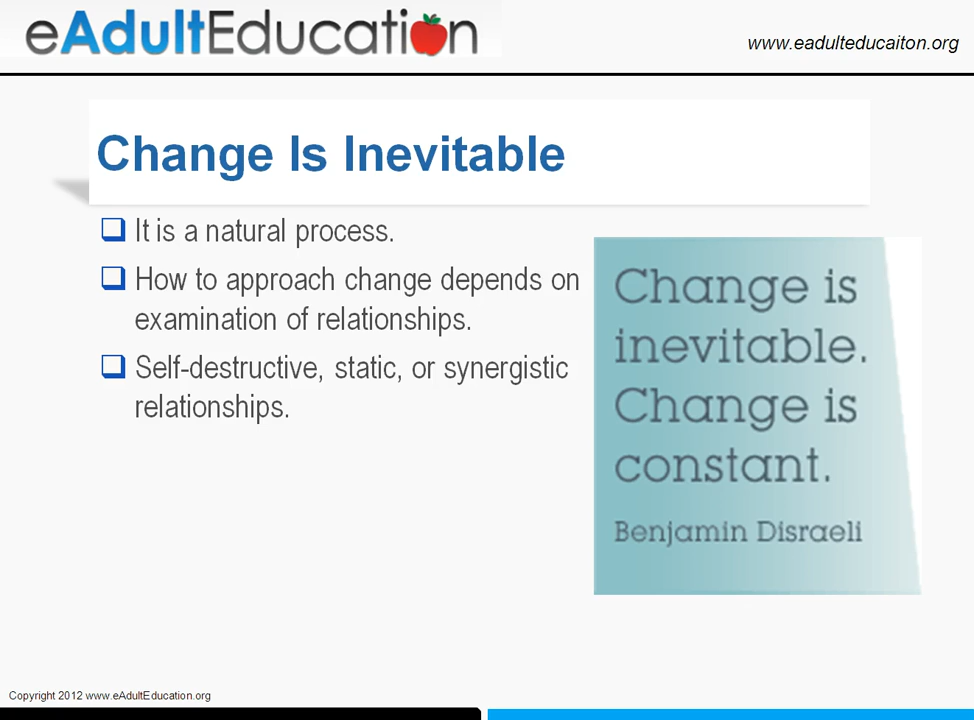 eAdultEducation
www.eadulteducaiton.org
Change Is Inevitable
It is a natural process.
How to approach change depends on
examination of relationships.
Self-destructive, static, or synergistic
relationships.
Change is
inevitable.
Change is
constant.
Benjamin Disraeli
Copyright 2012 www.eAdultEducation.org